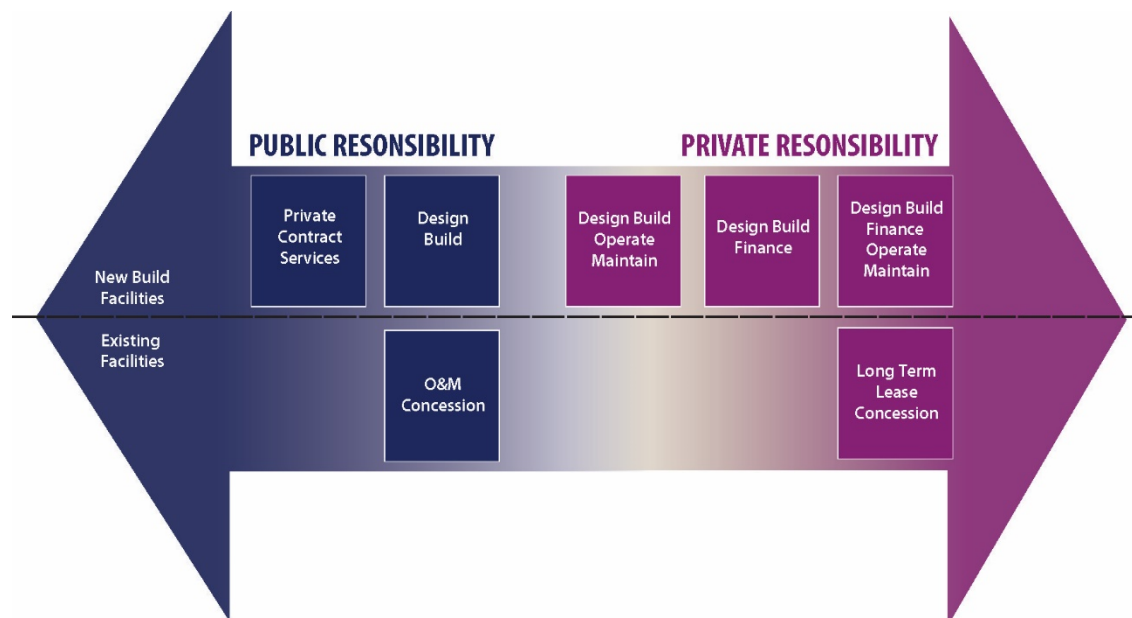 PUBLIC RESONSIBILITY
PRIVATE RESONSIBILITY
Private
Contract
Services
Design
Build
Design Build
Operate
Maintain
Design Build
Finance
Design Build
Finance
Operate
Maintain
New Build
Facilities
Existing
Facilities
O&M
Concession
Long Term
Lease
Concession